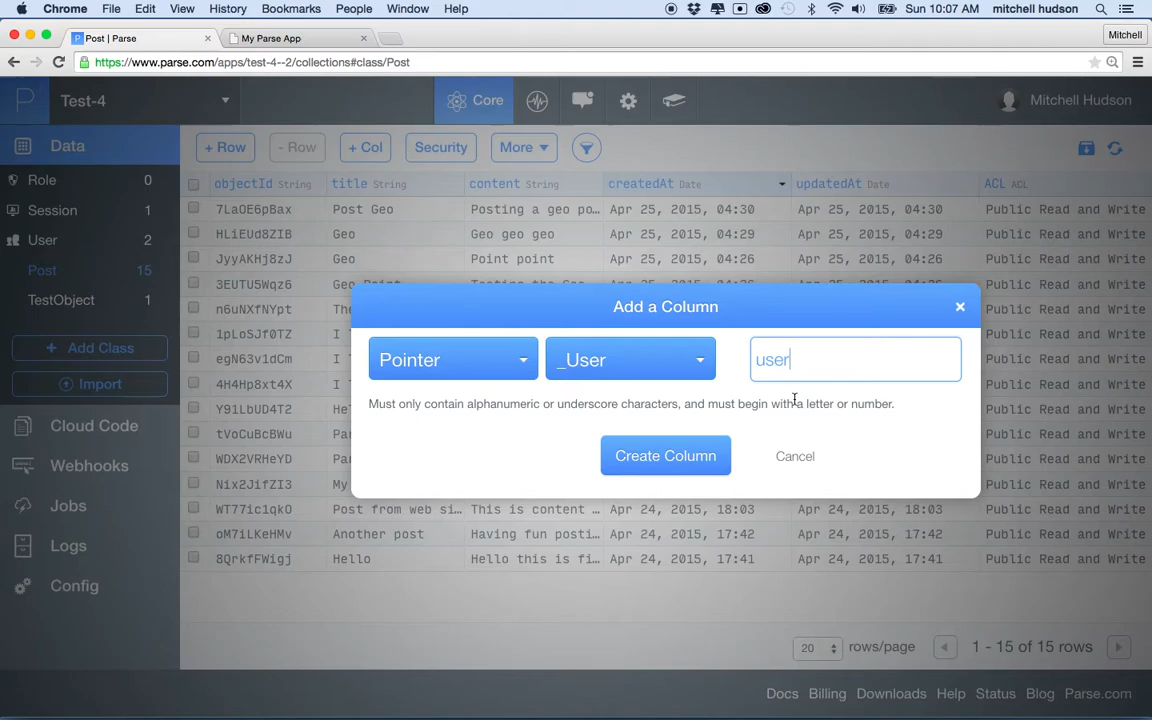 Chrome File Edit View History Bookmarks People Window Help Sun 10:07 AM mitchell hudson
Post | Parse × My Parse App × Mitchell
https://www.parse.com/apps/test-4--2/collections#class/Post
Test-4 Core Mitchell Hudson
Data + Row - Row + Col Security More
objectId String title String content String createdAt Date updatedAt Date ACL ACL
Role 0
Session 1
User 2
Post 15
TestObject 1
+ Add Class
Import
Cloud Code
Webhooks
Jobs
Logs
Config
7LaOE6pBax Post Geo Posting a geo po… Apr 25, 2015, 04:30 Apr 25, 2015, 04:30 Public Read and Write
HLiEUd8ZIB Geo Geo geo geo Apr 25, 2015, 04:29 Apr 25, 2015, 04:29 Public Read and Write
JyyAKHj8zJ Geo Point point Apr 25, 2015, 04:26 Apr 25, 2015, 04:26 Public Read and Write
3EUTU5Wqz6
n6uNXfNYpt
1pLoSJf0TZ
egN63v1dCm
4H4Hp8xt4X
Y91LbUD4T2
tVoCuBcBWu
WDX2VRHeYD
Nix2JifZI3 My
Public Read and Write
Public Read and Write
Public Read and Write
Public Read and Write
Public Read and Write
Public Read and Write
Public Read and Write
Public Read and Write
Public Read and Write
Add a Column ×
Pointer _User user
Must only contain alphanumeric or underscore characters, and must begin with a letter or number.
Create Column Cancel
WT77ic1qkO Post from web si… This is content … Apr 24, 2015, 18:03 Apr 24, 2015, 18:03 Public Read and Write
oM7iLKeHMv Another post Having fun posti… Apr 24, 2015, 17:42 Apr 24, 2015, 17:42 Public Read and Write
8QrkfFWigj Hello Hello this is fi… Apr 24, 2015, 17:41 Apr 24, 2015, 17:41 Public Read and Write
20 rows/page 1 - 15 of 15 rows
Docs Billing Downloads Help Status Blog Parse.com